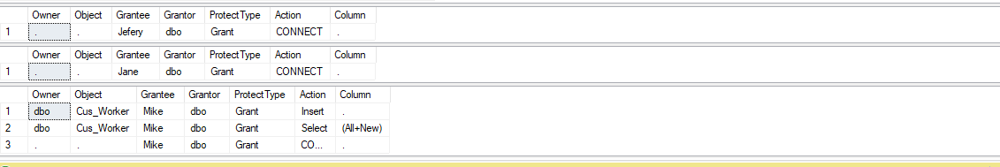 Owner Object Grantee Grantor ProtectType Action Column
1 . . Jefery dbo Grant CONNECT .
Owner Object Grantee Grantor ProtectType Action Column
1 . . Jane dbo Grant CONNECT .
Owner Object Grantee Grantor ProtectType Action Column
1 dbo Cus_Worker Mike dbo Grant Insert .
2 dbo Cus_Worker Mike dbo Grant Select (All+New)
3 . . Mike dbo Grant CO... .